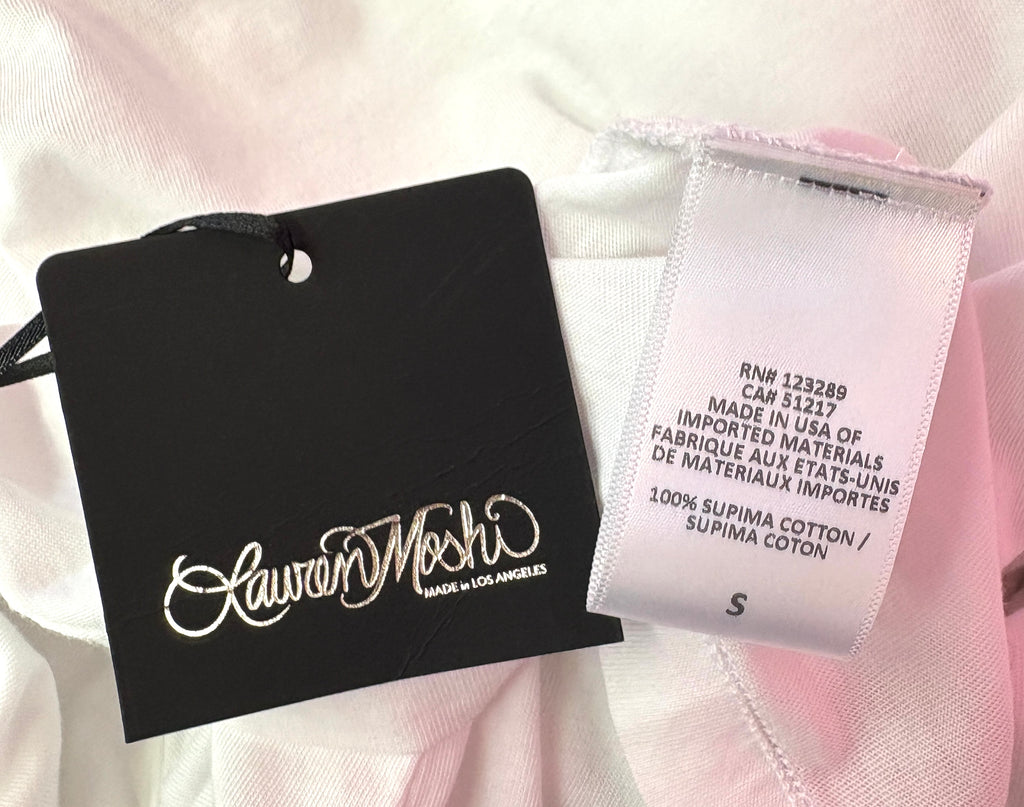 Lauren Moshi
MADE in LOS ANGELES
RN# 123289
CA# 51217
MADE IN USA OF
IMPORTED MATERIALS
FABRIQUE AUX ETATS-UNIS
DE MATERIAUX IMPORTES
100% SUPIMA COTTON /
SUPIMA COTON
S